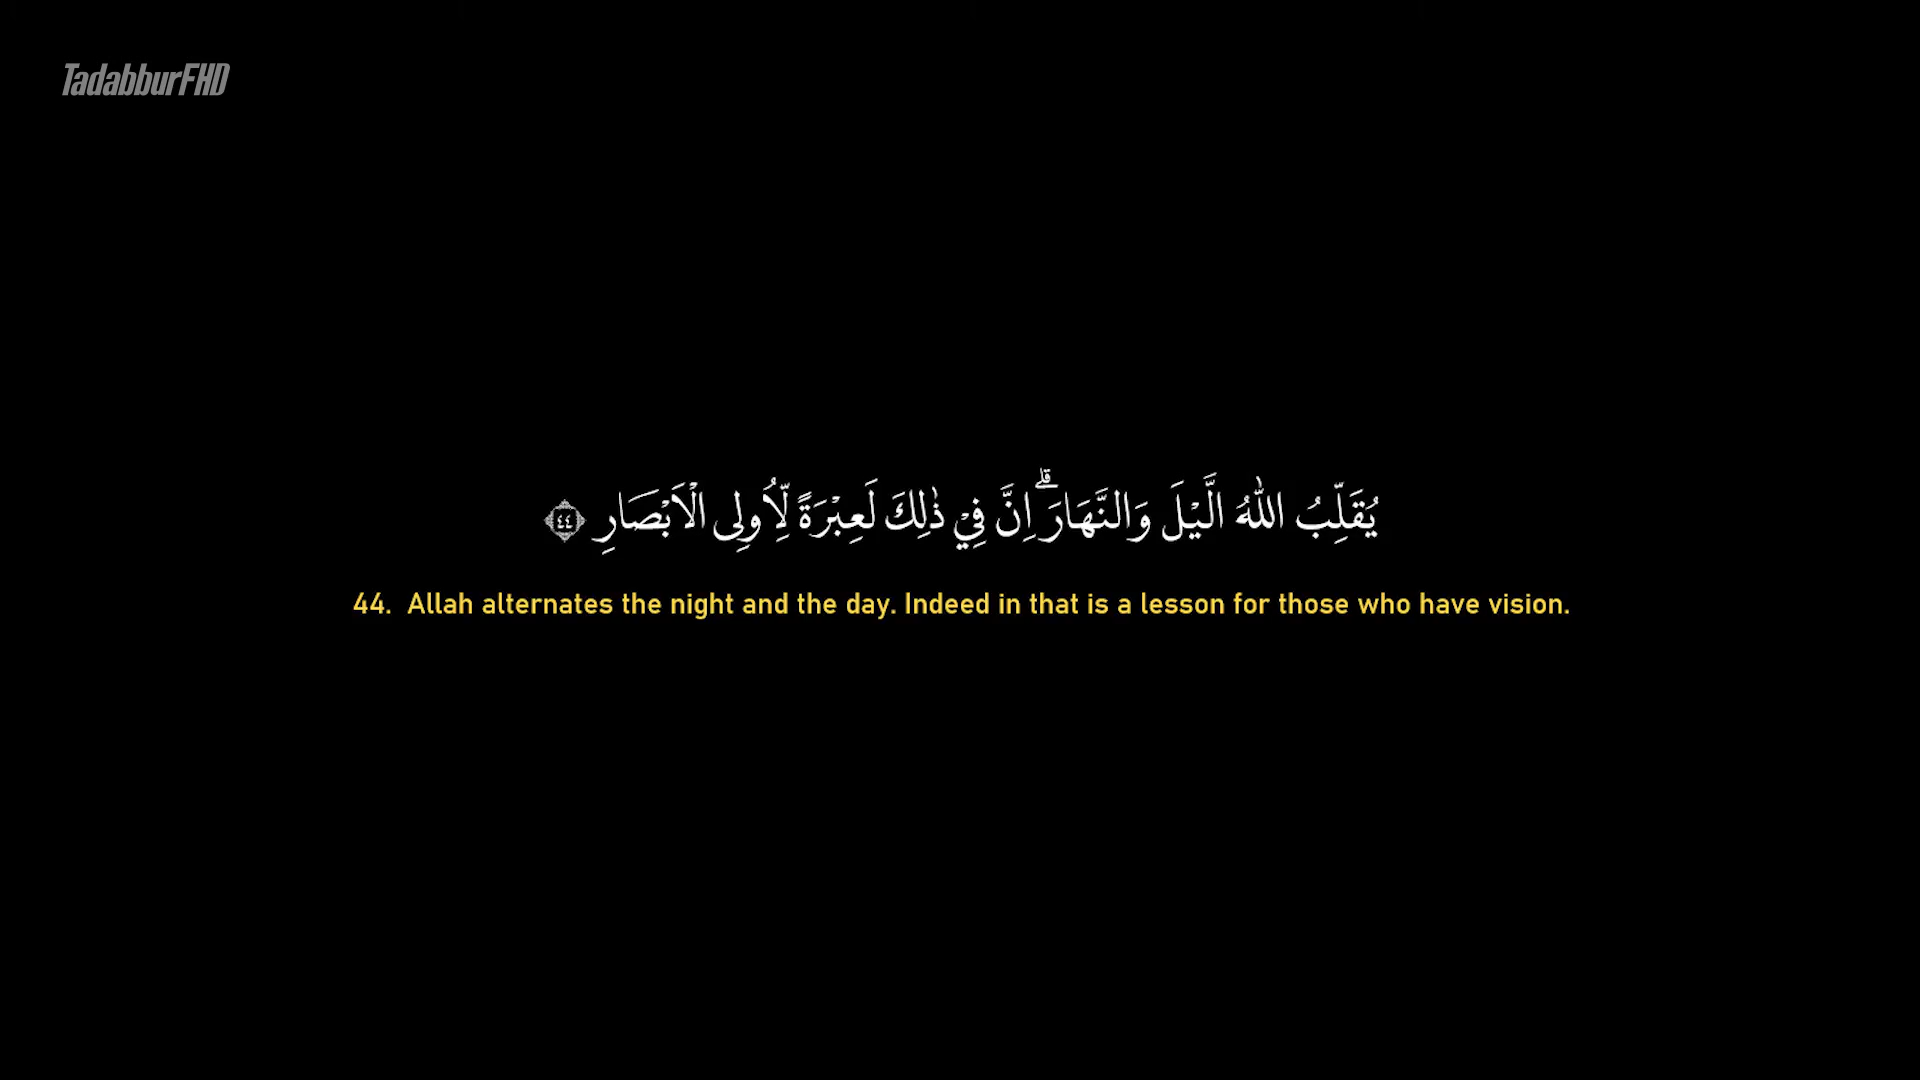 TadabburFHD
يُقَلِّبُ اللّٰهُ الَّيْلَ وَالنَّهَارَۗ اِنَّ فِيْ ذٰلِكَ لَعِبْرَةً لِّاُولِى الْاَبْصَارِ ٤٤
44. Allah alternates the night and the day. Indeed in that is a lesson for those who have vision.